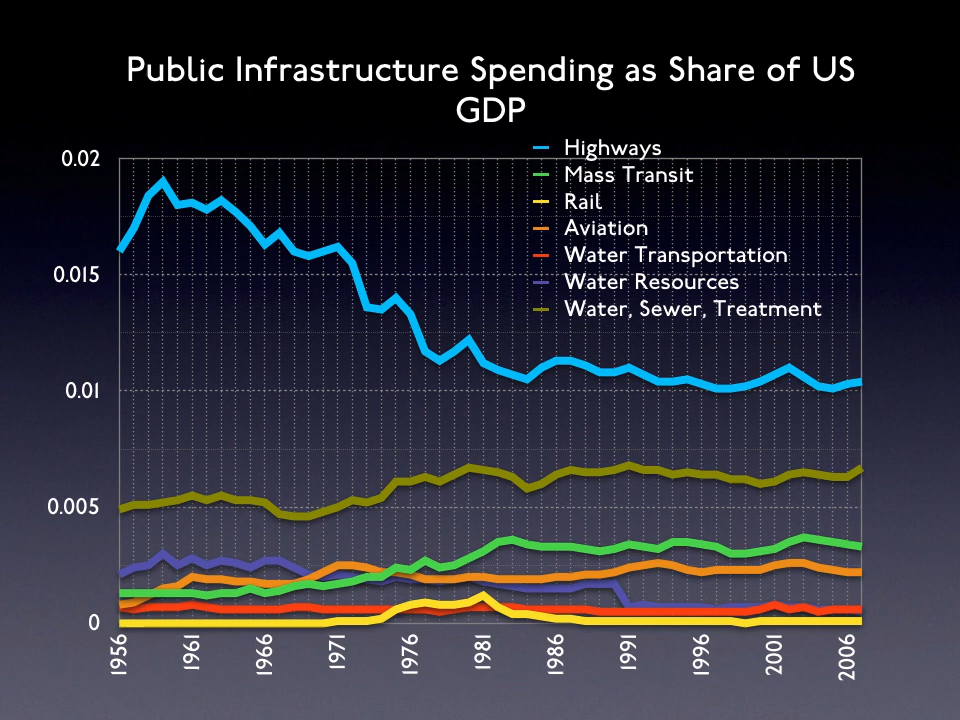 Public Infrastructure Spending as Share of US
GDP
Highways
Mass Transit
Rail
Aviation
Water Transportation
Water Resources
Water, Sewer, Treatment
0.02
0.015
0.01
0.005
0
1956
1961
1966
1971
1976
1981
1986
1991
1996
2001
2006